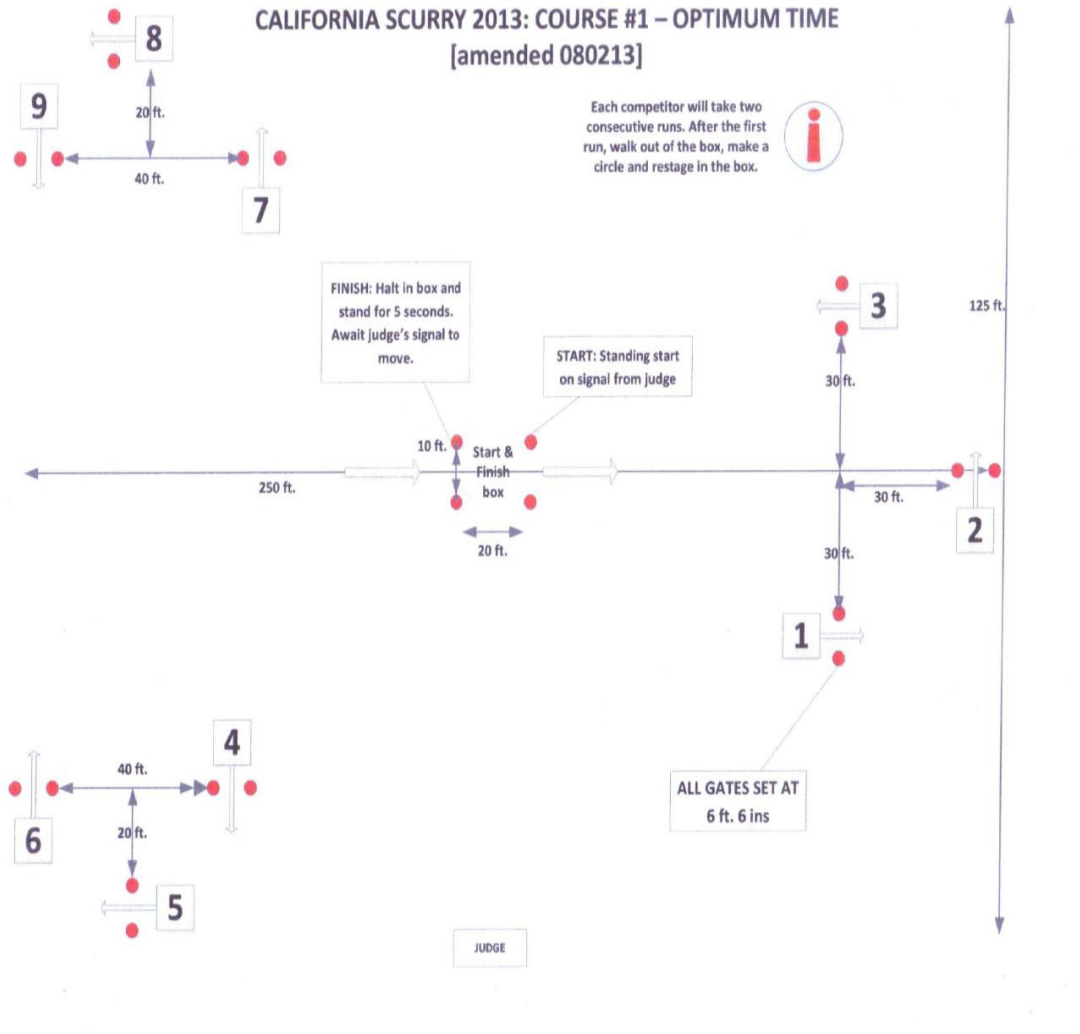 CALIFORNIA SCURRY 2013: COURSE #1 – OPTIMUM TIME
[amended 080213]
8
9
20 ft.
40 ft.
7
Each competitor will take two
consecutive runs. After the first
run, walk out of the box, make a
circle and restage in the box.
i
FINISH: Halt in box and
stand for 5 seconds.
Await judge's signal to
move.
START: Standing start
on signal from judge
3
125 ft.
30 ft.
10 ft.
Start &
Finish
box
250 ft.
20 ft.
30 ft.
2
30 ft.
1
4
40 ft.
20 ft.
6
5
ALL GATES SET AT
6 ft. 6 ins
JUDGE